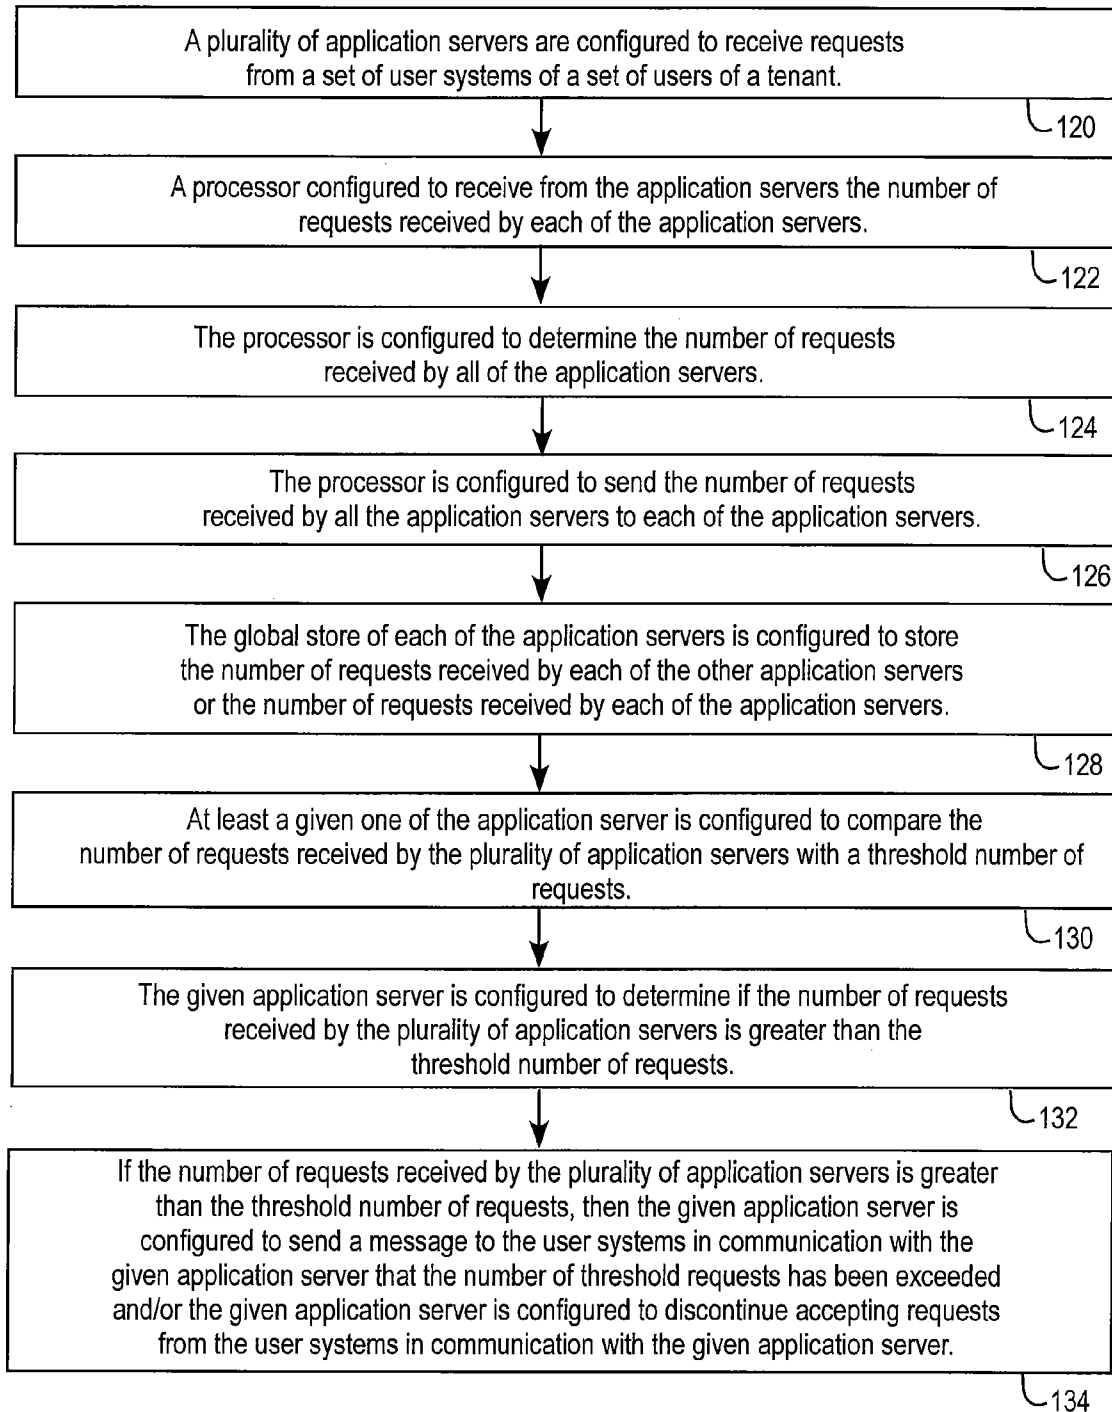 A plurality of application servers are configured to receive requests
from a set of user systems of a set of users of a tenant.
120
A processor configured to receive from the application servers the number of
requests received by each of the application servers.
122
The processor is configured to determine the number of requests
received by all of the application servers.
124
The processor is configured to send the number of requests
received by all the application servers to each of the application servers.
126
The global store of each of the application servers is configured to store
the number of requests received by each of the other application servers
or the number of requests received by each of the application servers.
128
At least a given one of the application server is configured to compare the
number of requests received by the plurality of application servers with a threshold number of
requests.
130
The given application server is configured to determine if the number of requests
received by the plurality of application servers is greater than the
threshold number of requests.
132
If the number of requests received by the plurality of application servers is greater
than the threshold number of requests, then the given application server is
configured to send a message to the user systems in communication with the
given application server that the number of threshold requests has been exceeded
and/or the given application server is configured to discontinue accepting requests
from the user systems in communication with the given application server.
134